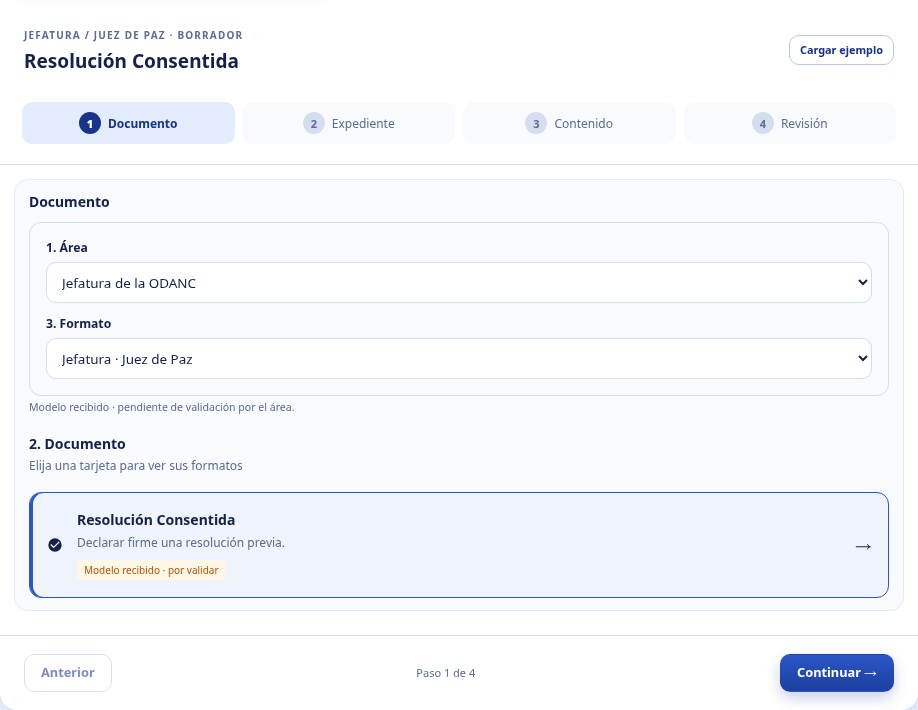 JEFATURA / JUEZ DE PAZ · BORRADOR
Resolución Consentida
Cargar ejemplo
1 Documento
2 Expediente
3 Contenido
4 Revisión
Documento
1. Área
Jefatura de la ODANC
3. Formato
Jefatura · Juez de Paz
Modelo recibido · pendiente de validación por el área.
2. Documento
Elija una tarjeta para ver sus formatos
Resolución Consentida
Declarar firme una resolución previa.
→
Modelo recibido · por validar
Anterior
Paso 1 de 4
Continuar →